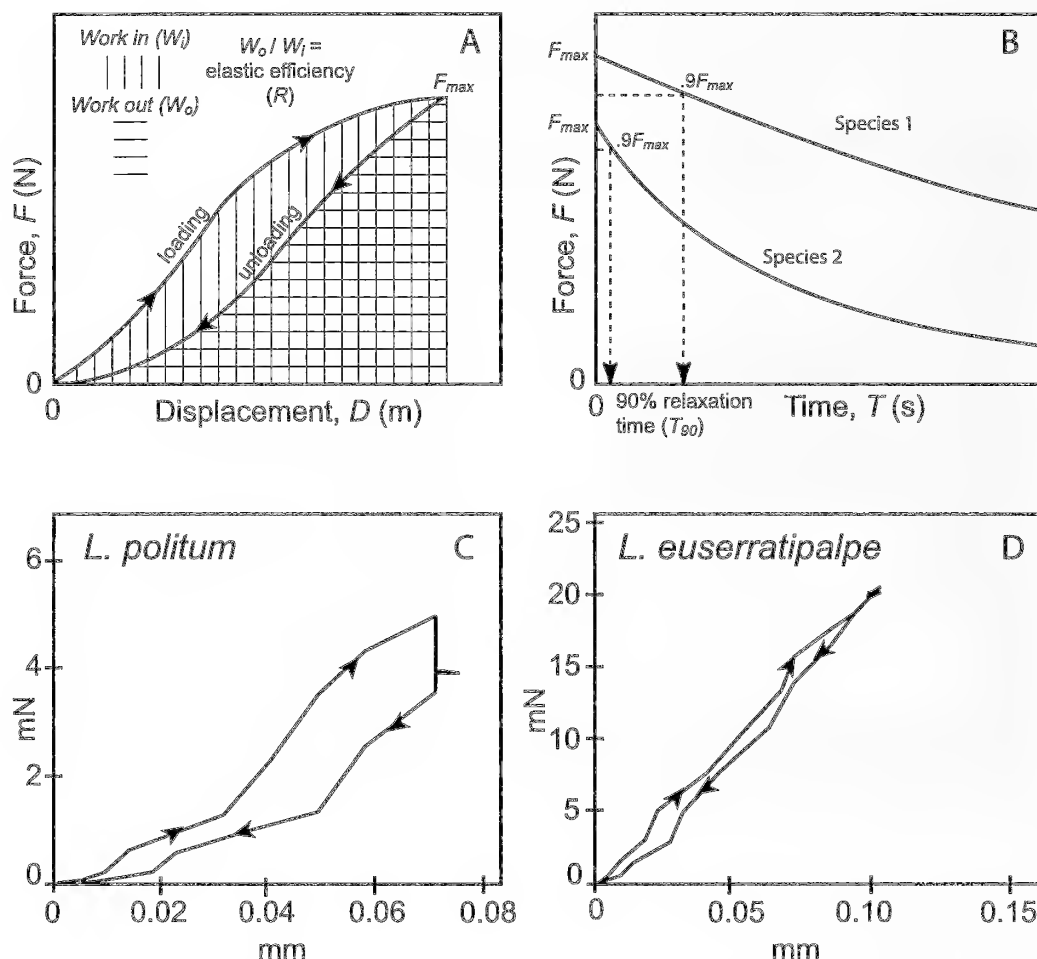 A
Work in (Wi)
Work out (Wo)
Wo / Wi =
elastic efficiency
(R)
Fmax
loading
unloading
Force, F (N)
0
0
Displacement, D (m)
B
Fmax
.9Fmax
Species 1
Fmax
.9Fmax
Species 2
Force, F (N)
0
0
90% relaxation
time (T90)
Time, T (s)
L. politum
C
6
4
2
0
mN
0 0.02 0.04 0.06 0.08
mm
L. euserratipalpe
D
25
20
15
10
5
0
mN
0 0.05 0.10 0.15
mm